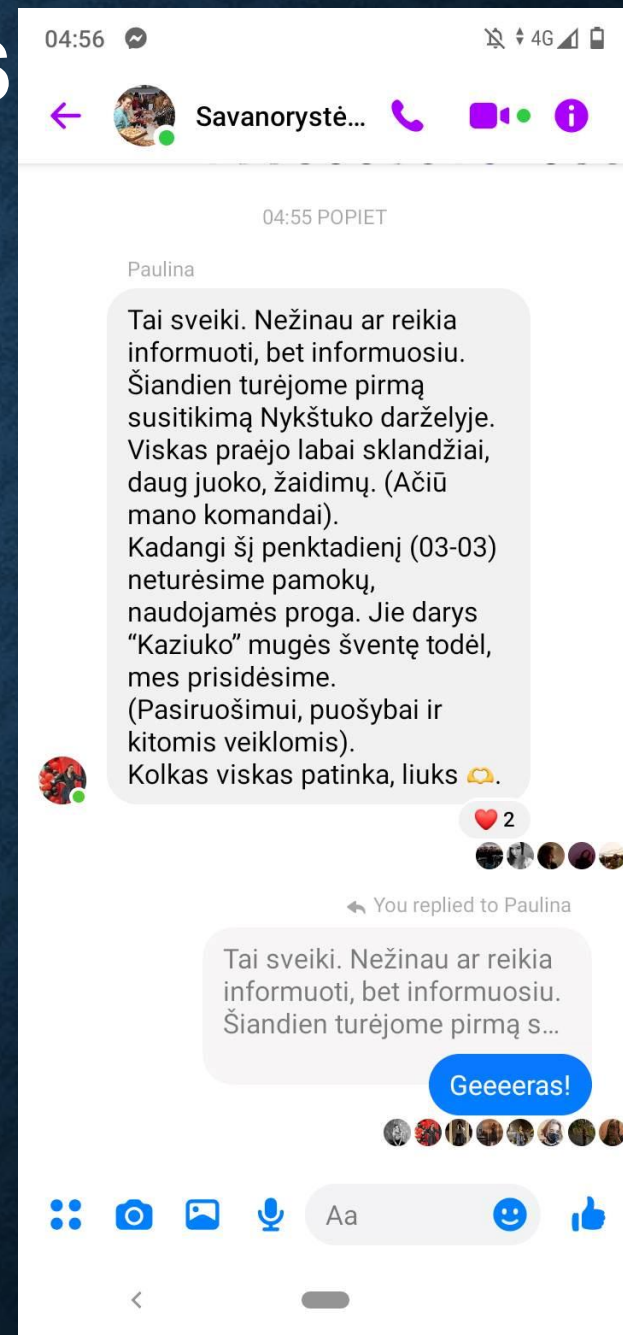 S
04:56
4G
Savanorystė...
04:55 POPIET
Paulina
Tai sveiki. Nežinau ar reikia
informuoti, bet informuosiu.
Šiandien turėjome pirmą
susitikimą Nykštuko darželyje.
Viskas praėjo labai sklandžiai,
daug juoko, žaidimų. (Ačiū
mano komandai).
Kadangi šį penktadienį (03-03)
neturėsime pamokų,
naudojamės proga. Jie darys
“Kaziuko” mugės šventę todėl,
mes prisidėsime.
(Pasiruošimui, puošybai ir
kitomis veiklomis).
Kolkas viskas patinka, liuks 🫶.
❤️ 2
You replied to Paulina
Tai sveiki. Nežinau ar reikia
informuoti, bet informuosiu.
Šiandien turėjome pirmą s...
Geeeeras!
Aa